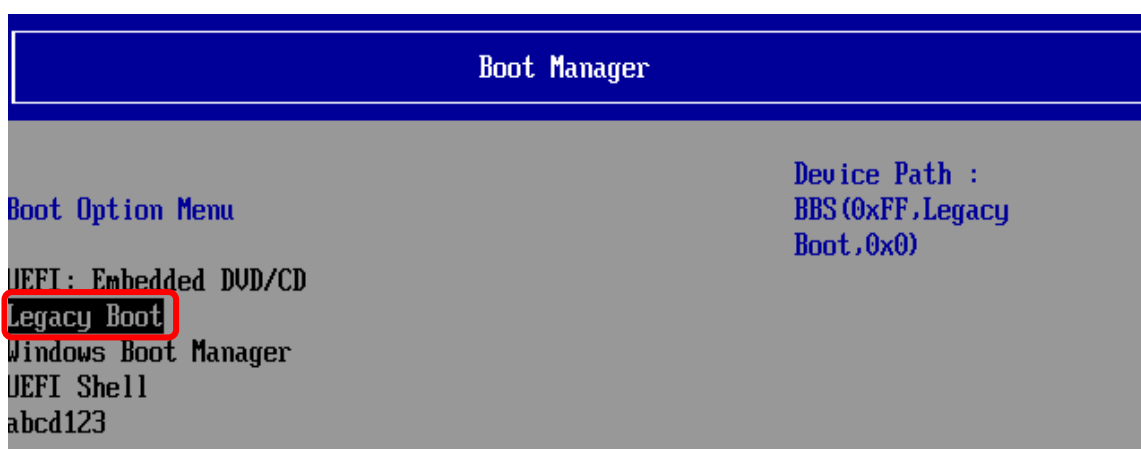 Boot Manager
Boot Option Menu
UEFI: Embedded DVD/CD
Legacy Boot
Windows Boot Manager
UEFI Shell
abcd123
Device Path :
BBS(0xFF,Legacy
Boot,0x0)